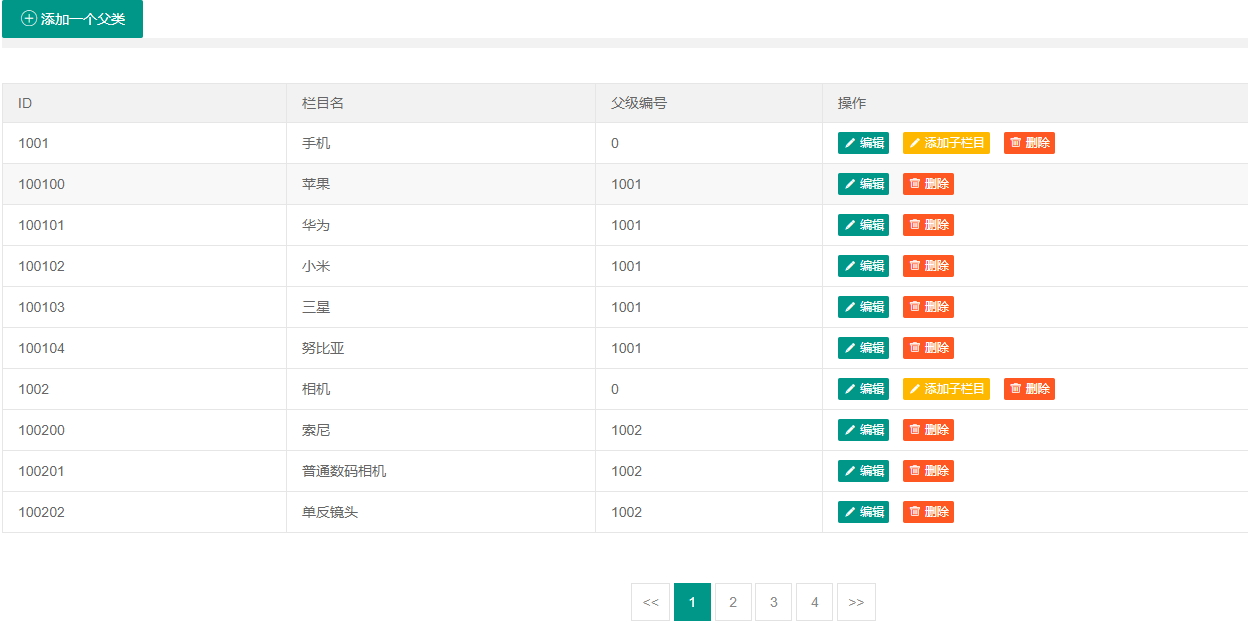 添加一个父类
ID 栏目名 父级编号 操作
1001 手机 0 编辑 添加子栏目 删除
100100 苹果 1001 编辑 删除
100101 华为 1001 编辑 删除
100102 小米 1001 编辑 删除
100103 三星 1001 编辑 删除
100104 努比亚 1001 编辑 删除
1002 相机 0 编辑 添加子栏目 删除
100200 索尼 1002 编辑 删除
100201 普通数码相机 1002 编辑 删除
100202 单反镜头 1002 编辑 删除
<< 1 2 3 4 >>